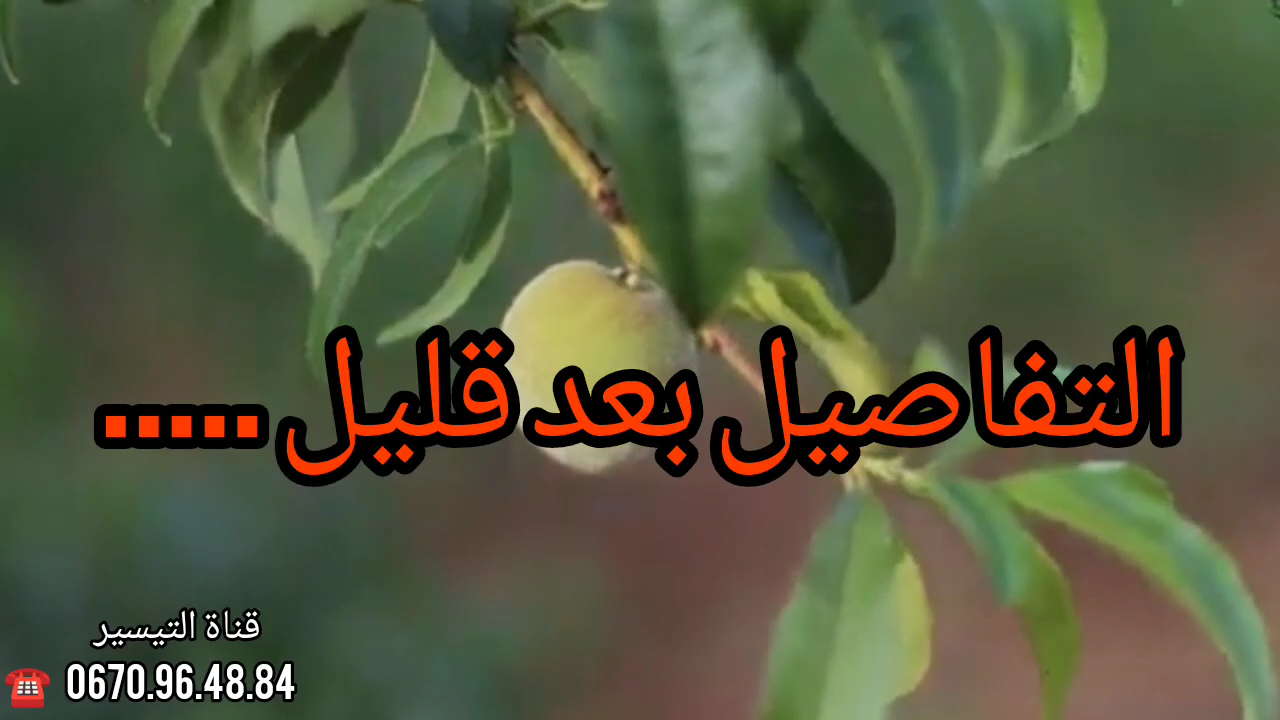 التفاصيل بعد قليل .....
قناة التيسير
☎ 0670.96.48.84